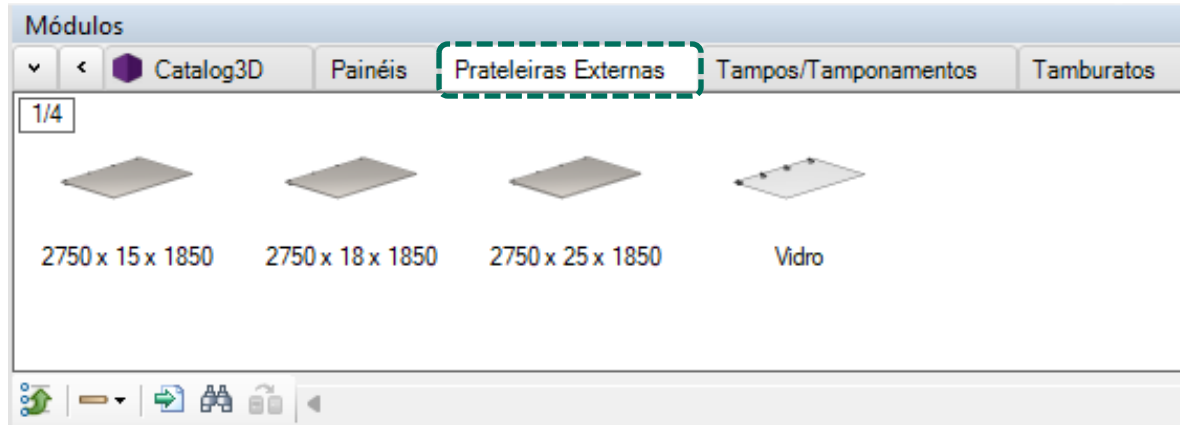 Módulos
Catalog3D Painéis Prateleiras Externas Tampos/Tamponamentos Tamburatos
1/4
2750 x 15 x 1850 2750 x 18 x 1850 2750 x 25 x 1850 Vidro